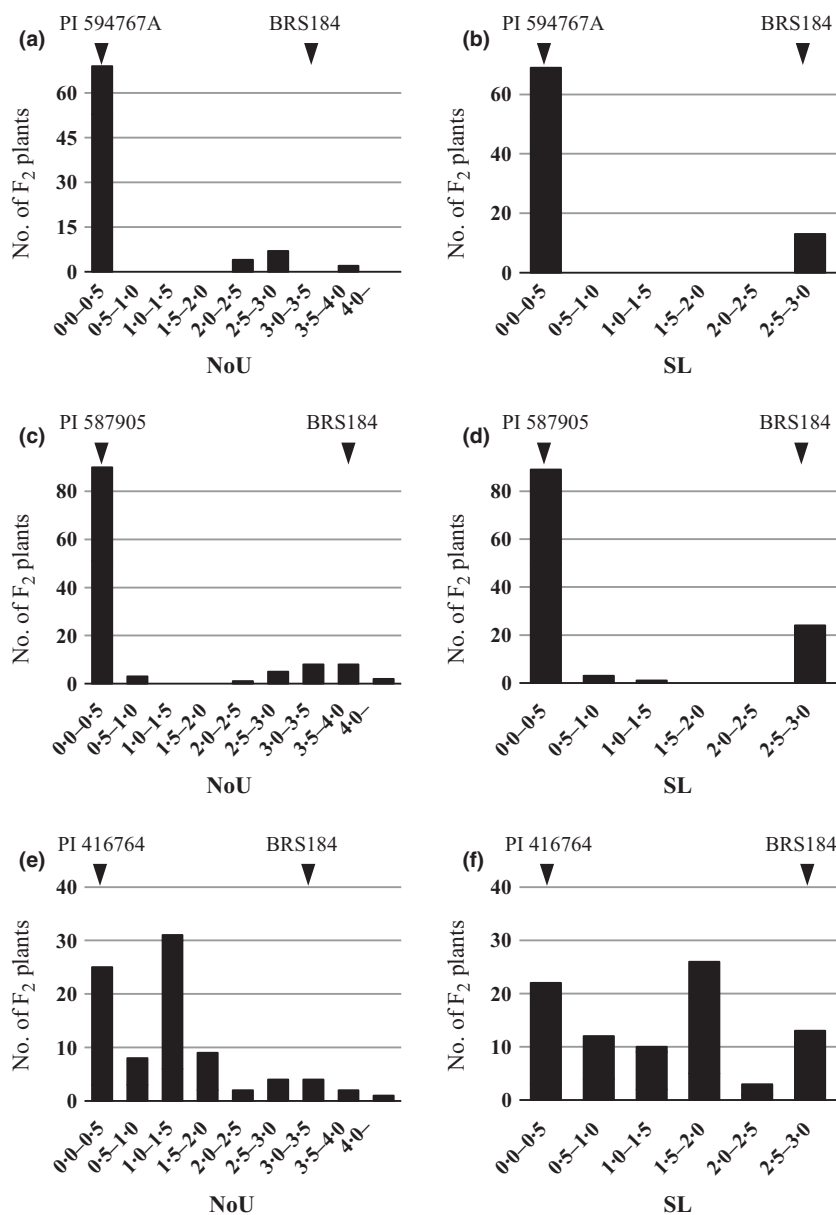 (a)
PI 594767A
BRS184
No. of F₂ plants
60
45
30
15
0
0·0–0·5
0·5–1·0
1·0–1·5
1·5–2·0
2·0–2·5
2·5–3·0
3·0–3·5
3·5–4·0
4·0–
NoU
(b)
PI 594767A
BRS184
No. of F₂ plants
60
40
20
0
0·0–0·5
0·5–1·0
1·0–1·5
1·5–2·0
2·0–2·5
2·5–3·0
SL
(c)
PI 587905
BRS184
No. of F₂ plants
80
60
40
20
0
0·0–0·5
0·5–1·0
1·0–1·5
1·5–2·0
2·0–2·5
2·5–3·0
3·0–3·5
3·5–4·0
4·0–
NoU
(d)
PI 587905
BRS184
No. of F₂ plants
80
60
40
20
0
0·0–0·5
0·5–1·0
1·0–1·5
1·5–2·0
2·0–2·5
2·5–3·0
SL
(e)
PI 416764
BRS184
No. of F₂ plants
40
30
20
10
0
0·0–0·5
0·5–1·0
1·0–1·5
1·5–2·0
2·0–2·5
2·5–3·0
3·0–3·5
3·5–4·0
4·0–
NoU
(f)
PI 416764
BRS184
No. of F₂ plants
40
30
20
10
0
0·0–0·5
0·5–1·0
1·0–1·5
1·5–2·0
2·0–2·5
2·5–3·0
SL